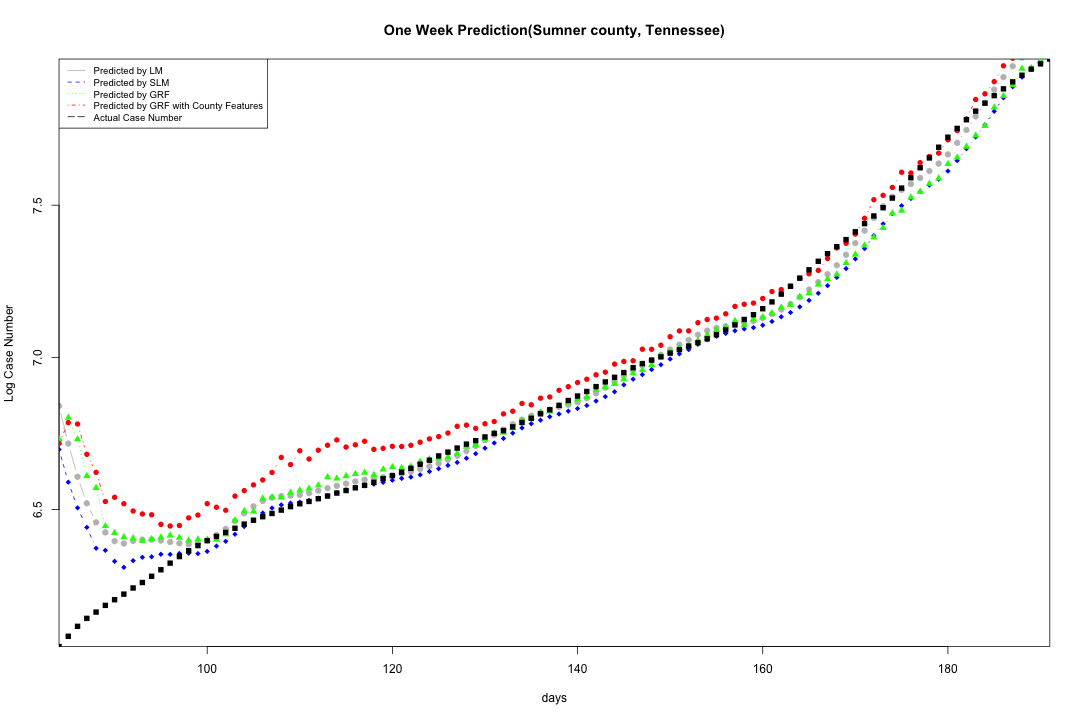 One Week Prediction(Sumner county, Tennessee)
Predicted by LM
Predicted by SLM
Predicted by GRF
Predicted by GRF with County Features
Actual Case Number
Log Case Number
7.5
7.0
6.5
100 120 140 160 180
days